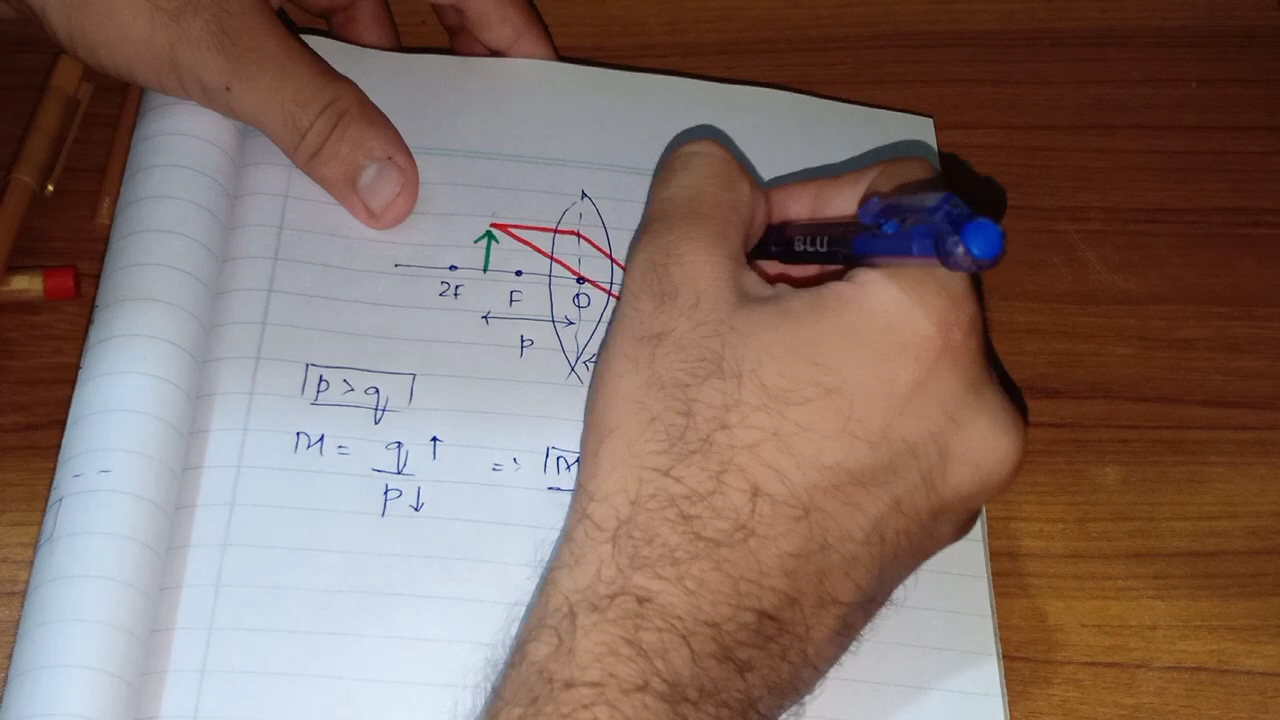 BLU
2F F O
p
p > q
M = q ↑ / p ↓ => M